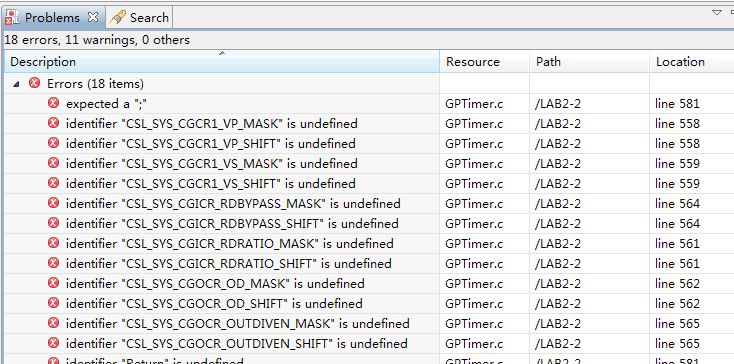 Problems Search
18 errors, 11 warnings, 0 others
Description Resource Path Location
Errors (18 items)
expected a ";" GPTimer.c /LAB2-2 line 581
identifier "CSL_SYS_CGCR1_VP_MASK" is undefined GPTimer.c /LAB2-2 line 558
identifier "CSL_SYS_CGCR1_VP_SHIFT" is undefined GPTimer.c /LAB2-2 line 558
identifier "CSL_SYS_CGCR1_VS_MASK" is undefined GPTimer.c /LAB2-2 line 559
identifier "CSL_SYS_CGCR1_VS_SHIFT" is undefined GPTimer.c /LAB2-2 line 559
identifier "CSL_SYS_CGICR_RDBYPASS_MASK" is undefined GPTimer.c /LAB2-2 line 564
identifier "CSL_SYS_CGICR_RDBYPASS_SHIFT" is undefined GPTimer.c /LAB2-2 line 564
identifier "CSL_SYS_CGICR_RDRATIO_MASK" is undefined GPTimer.c /LAB2-2 line 561
identifier "CSL_SYS_CGICR_RDRATIO_SHIFT" is undefined GPTimer.c /LAB2-2 line 561
identifier "CSL_SYS_CGOCR_OD_MASK" is undefined GPTimer.c /LAB2-2 line 562
identifier "CSL_SYS_CGOCR_OD_SHIFT" is undefined GPTimer.c /LAB2-2 line 562
identifier "CSL_SYS_CGOCR_OUTDIVEN_MASK" is undefined GPTimer.c /LAB2-2 line 565
identifier "CSL_SYS_CGOCR_OUTDIVEN_SHIFT" is undefined GPTimer.c /LAB2-2 line 565
identifier "Return" is undefined GPTimer.c /LAB2-2 line 581